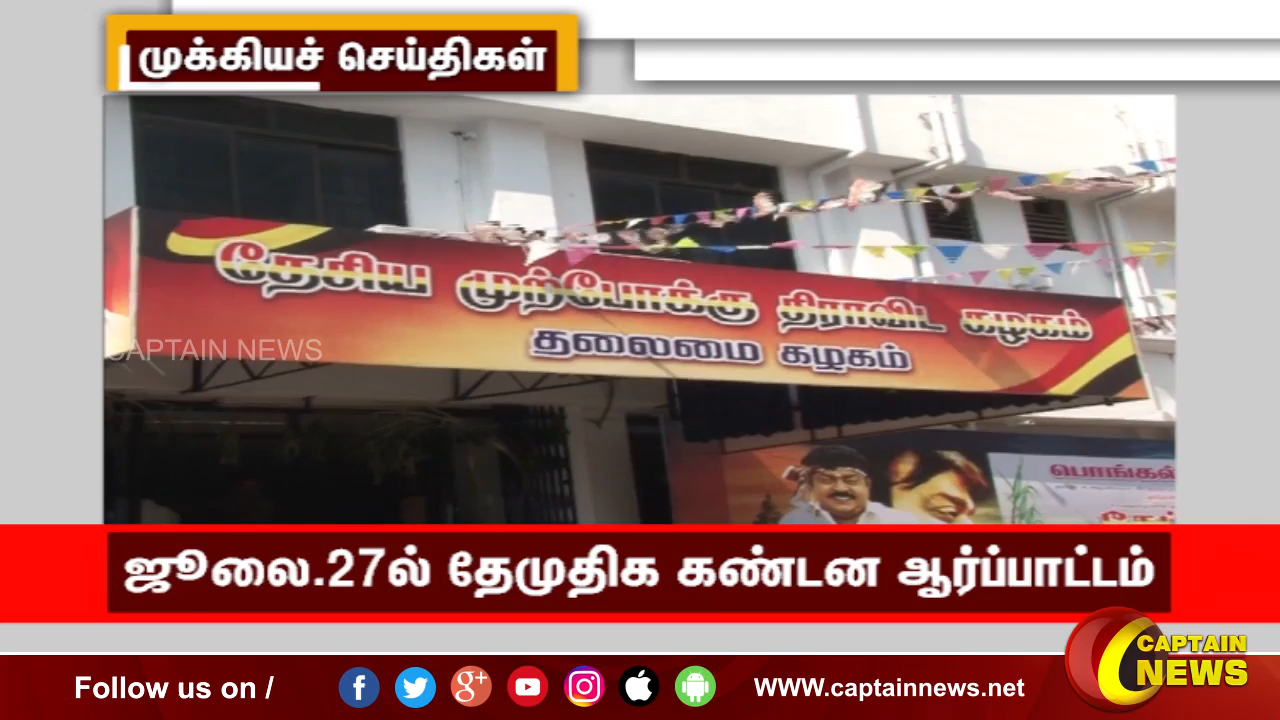 முக்கியச் செய்திகள்
தேசிய முற்போக்கு திராவிட கழகம்
தலைமை கழகம்
CAPTAIN NEWS
பொங்கல்
ஜூலை.27ல் தேமுதிக கண்டன ஆர்ப்பாட்டம்
CAPTAIN
NEWS
Follow us on /
WWW.captainnews.net